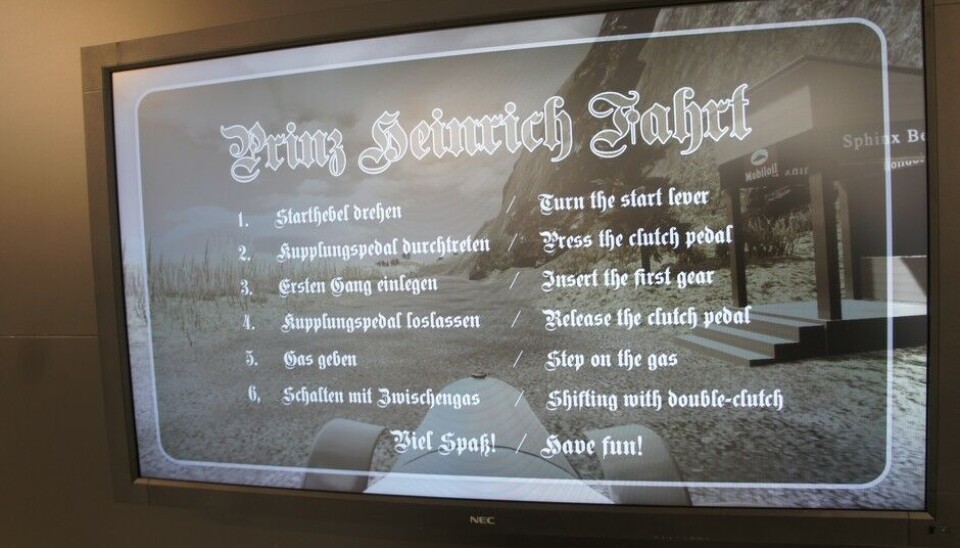 Prinz Heinrich Fahrt
1. Starthebel drehen / Turn the start lever
2. Kupplungspedal durchtreten / Press the clutch pedal
3. Ersten Gang einlegen / Insert the first gear
4. Kupplungspedal loslassen / Release the clutch pedal
5. Gas geben / Step on the gas
6, Schalten mit Zwischengas / Shifting with double-clutch
Viel Spaß! / Have fun!
Sphinx
Mobiloil
NEC